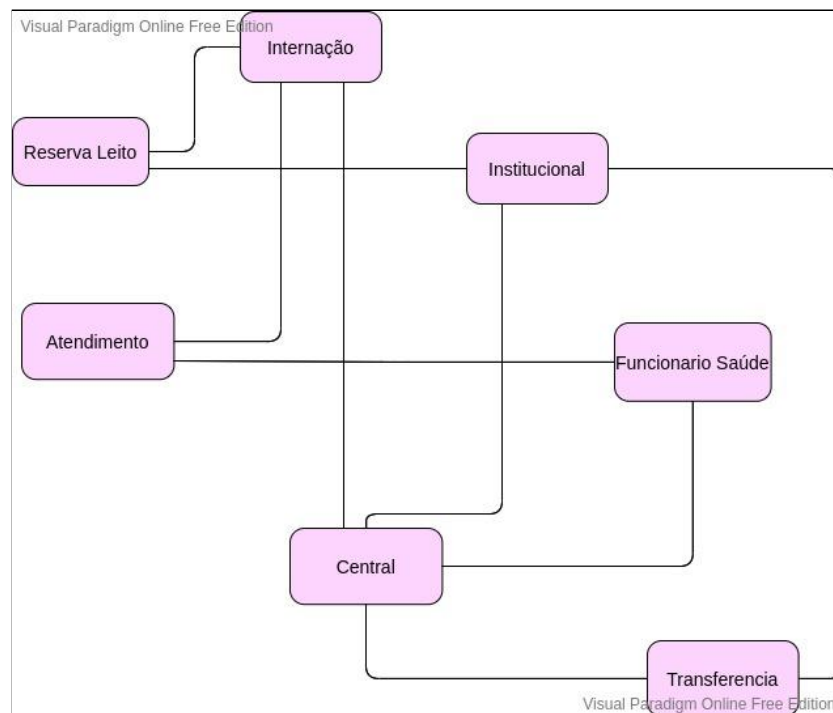 Visual Paradigm Online Free Edition
Internação
Reserva Leito
Institucional
Atendimento
Funcionario Saúde
Central
Transferencia
Visual Paradigm Online Free Edition